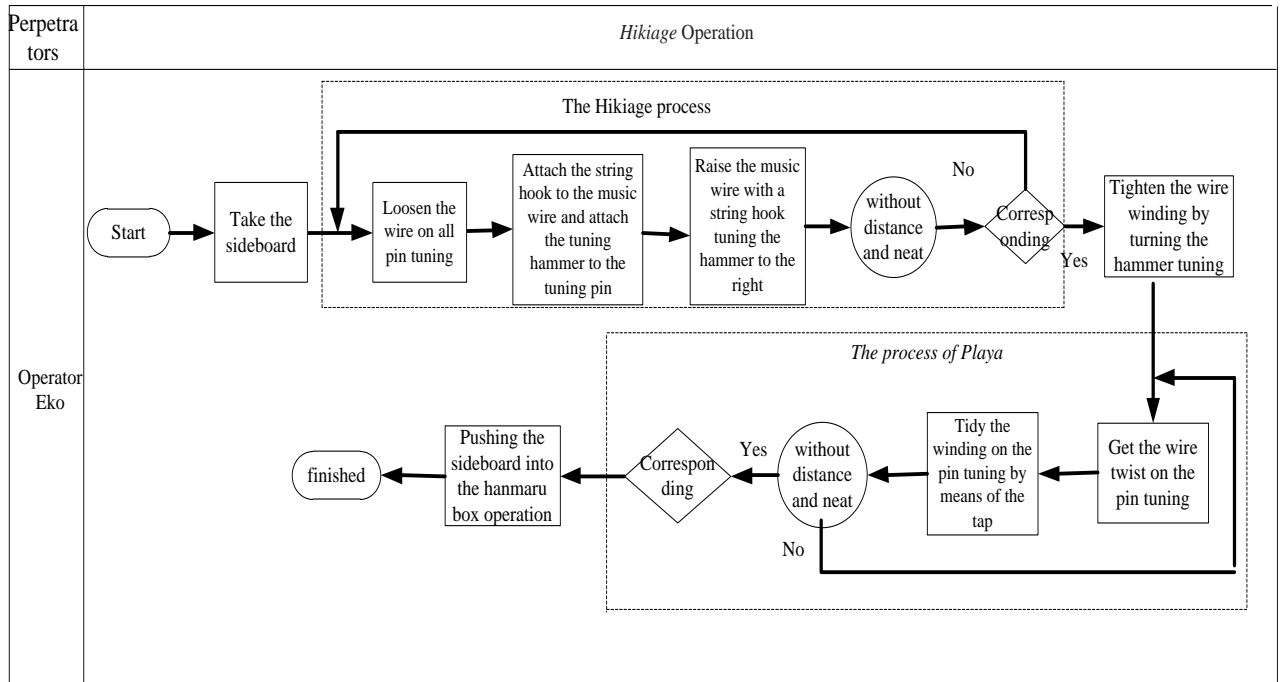 Perpetra
tors
Hikiage Operation
The Hikiage process
Start
Take the
sideboard
Loosen the
wire on all
pin tuning
Attach the string
hook to the music
wire and attach
the tuning
hammer to the
tuning pin
Raise the music
wire with a
string hook
tuning the
hammer to the
right
without
distance
and neat
No
Corresp
onding
Yes
Tighten the wire
winding by
turning the
hammer tuning
Operator
Eko
The process of Playa
Get the wire
twist on the
pin tuning
Tidy the
winding on the
pin tuning by
means of the
tap
without
distance
and neat
Yes
No
Correspon
ding
Pushing the
sideboard into
the hanmaru
box operation
finished